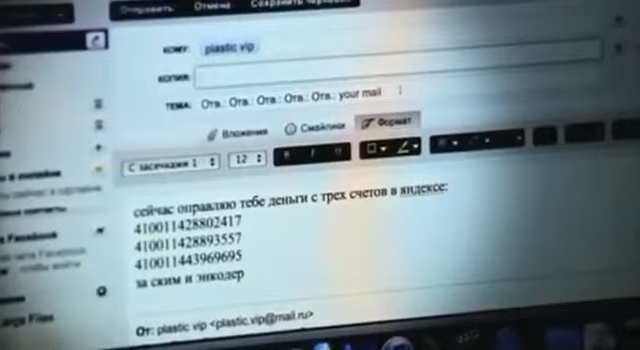 Отправить Отмена
кому: plastic vip
копия:
тема: Отв.: Отв.: Отв.: Отв.: Отв.: your mail
Вложения Смайлики Формат
С засечками 1 12
сейчас оправляю тебе деньги с трех счетов в яндексе:
410011428802417
410011428893557
410011443969695
за ским и энкодер
От: plastic vip <plastic.vip@mail.ru>